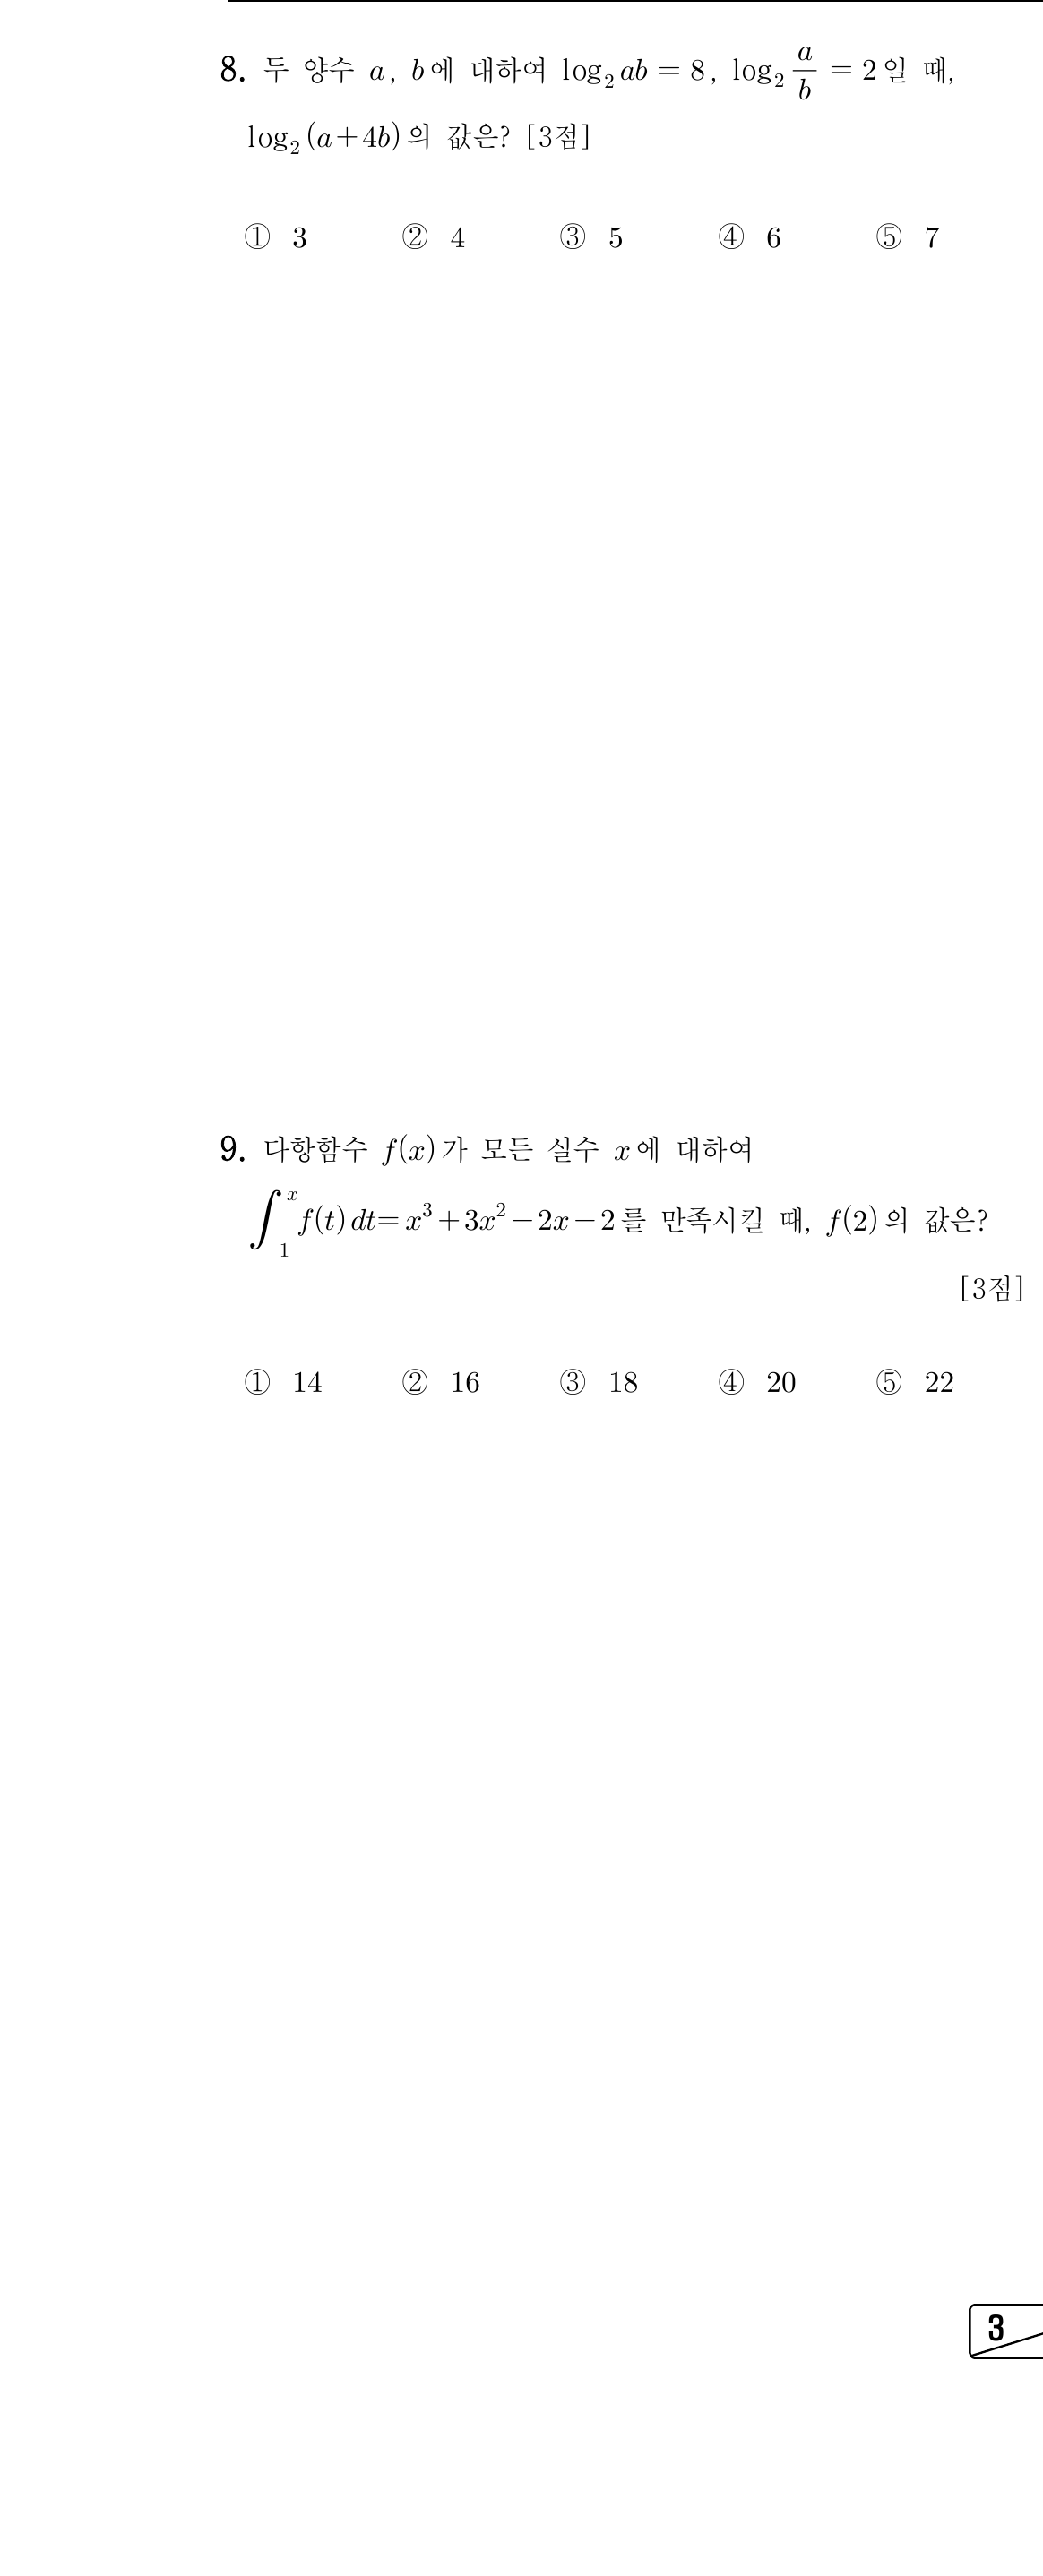 8. 두 양수 a, b에 대하여 log₂ab = 8, log₂ a/b = 2일 때,
log₂(a+4b)의 값은? [3점]
① 3 ② 4 ③ 5 ④ 6 ⑤ 7
9. 다항함수 f(x)가 모든 실수 x에 대하여
∫₁ˣ f(t)dt = x³+3x²−2x−2를 만족시킬 때, f(2)의 값은?
[3점]
① 14 ② 16 ③ 18 ④ 20 ⑤ 22
3